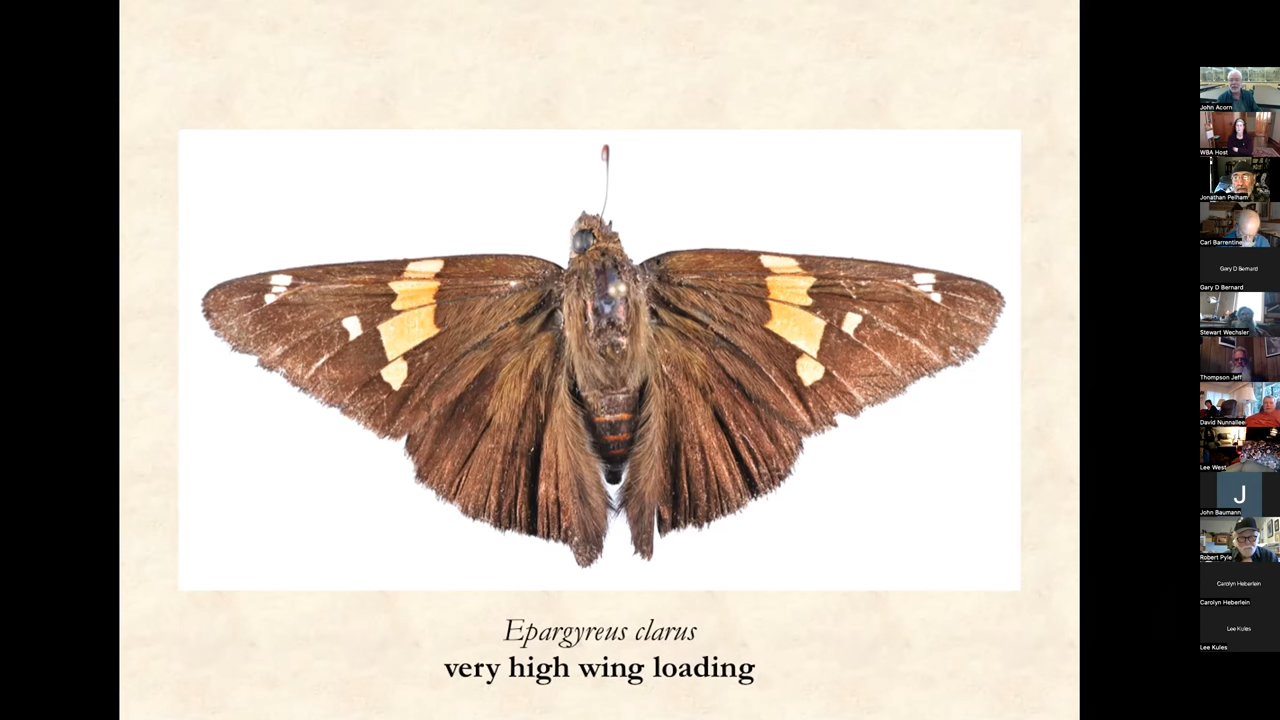 Epargyreus clarus
very high wing loading
John Acorn
WBA Host
Jonathan Pelham
Carl Barrentine
Gary D Bernard
Gary D Bernard
Stewart Wechsler
Thompson Jeff
David Nunnallee
Lee West
J
John Baumann
Robert Pyle
Carolyn Heberlein
Carolyn Heberlein
Lee Kules
Lee Kules